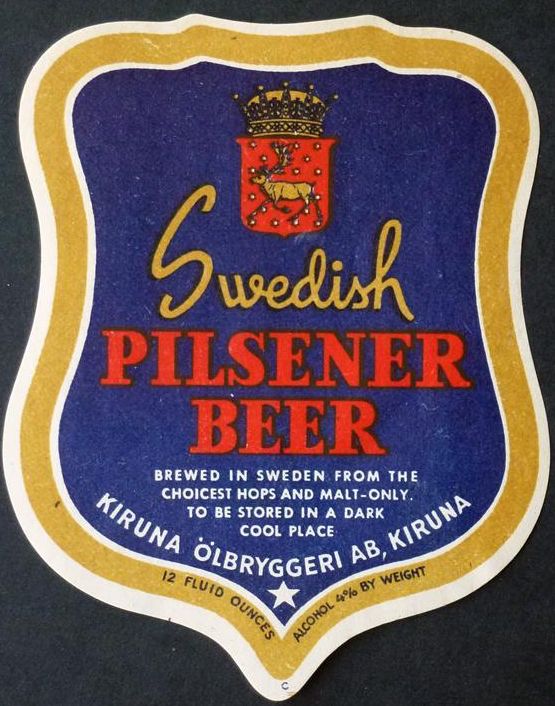 Swedish
PILSENER
BEER
BREWED IN SWEDEN FROM THE
CHOICEST HOPS AND MALT-ONLY.
TO BE STORED IN A DARK
COOL PLACE
KIRUNA ÖLBRYGGERI AB, KIRUNA
12 FLUID OUNCES
ALCOHOL 4% BY WEIGHT
C